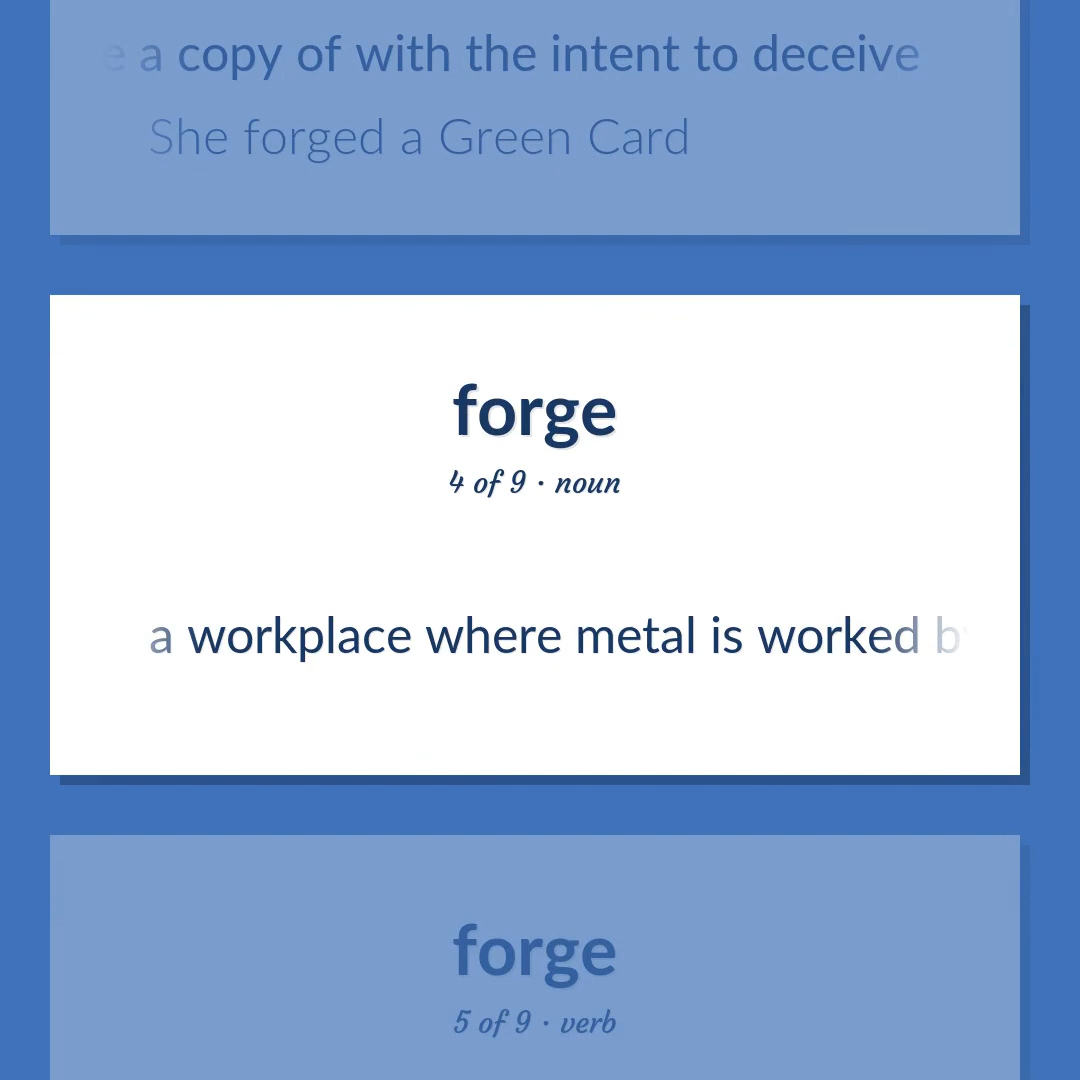 a copy of with the intent to deceive
She forged a Green Card
forge
4 of 9 · noun
a workplace where metal is worked
forge
5 of 9 · verb